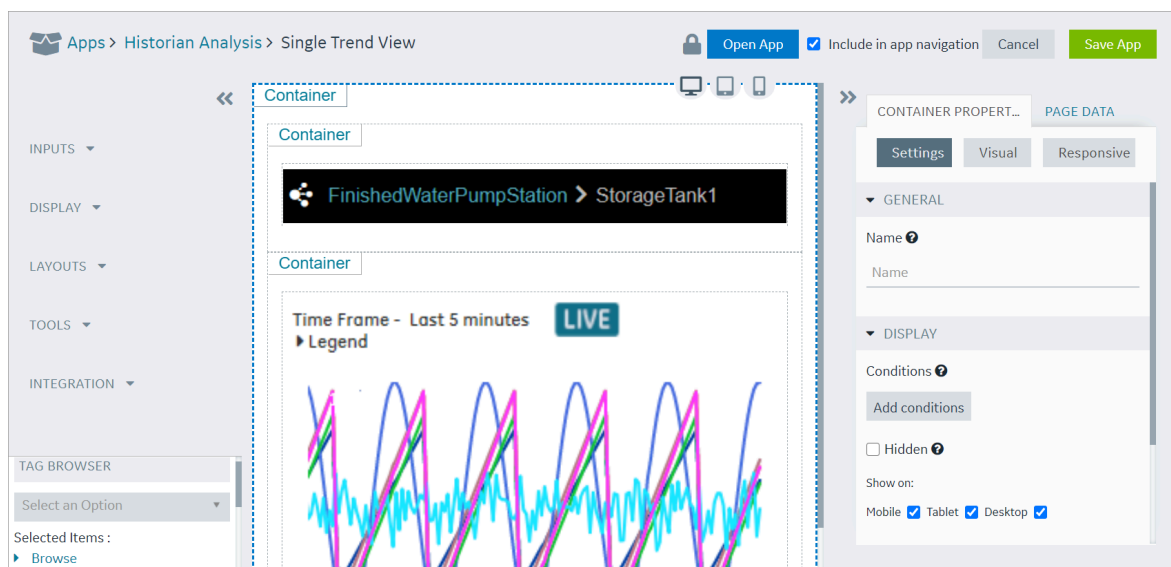 Apps > Historian Analysis > Single Trend View
Open App
Include in app navigation
Cancel
Save App
INPUTS
DISPLAY
LAYOUTS
TOOLS
INTEGRATION
TAG BROWSER
Select an Option
Selected Items :
Browse
Container
Container
FinishedWaterPumpStation > StorageTank1
Container
Time Frame - Last 5 minutes
LIVE
Legend
CONTAINER PROPERT...
PAGE DATA
Settings
Visual
Responsive
GENERAL
Name
Name
DISPLAY
Conditions
Add conditions
Hidden
Show on:
Mobile Tablet Desktop